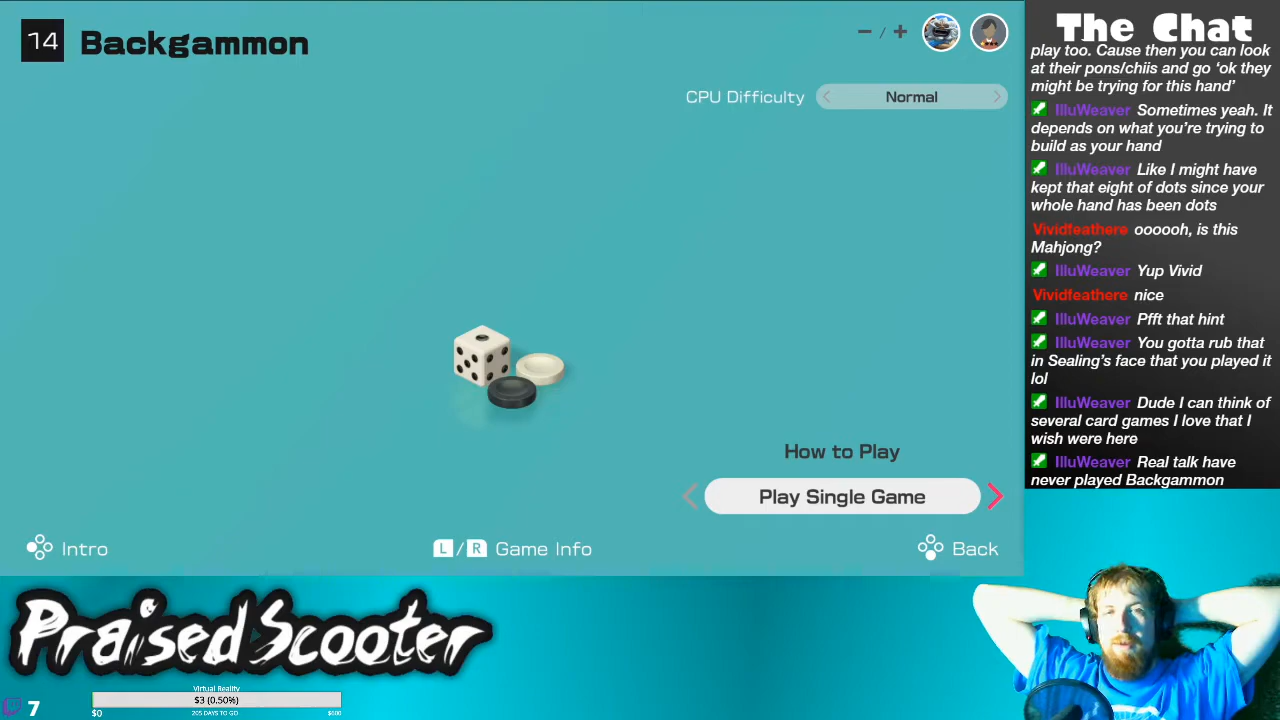 14 Backgammon
- / +
CPU Difficulty Normal
How to Play
Play Single Game
Intro
L/R Game Info
Back
The Chat
play too. Cause then you can look
at their pons/chiis and go ‘ok they
might be trying for this hand’
IlluWeaver Sometimes yeah. It
depends on what you’re trying to
build as your hand
IlluWeaver Like I might have
kept that eight of dots since your
whole hand has been dots
Vividfeathere oooooh, is this
Mahjong?
IlluWeaver Yup Vivid
Vividfeathere nice
IlluWeaver Pfft that hint
IlluWeaver You gotta rub that
in Sealing’s face that you played it
lol
IlluWeaver Dude I can think of
several card games I love that I
wish were here
IlluWeaver Real talk have
never played Backgammon
PraisedScooter
7
Virtual Reality
$3 (0.50%)
$0 205 DAYS TO GO $600